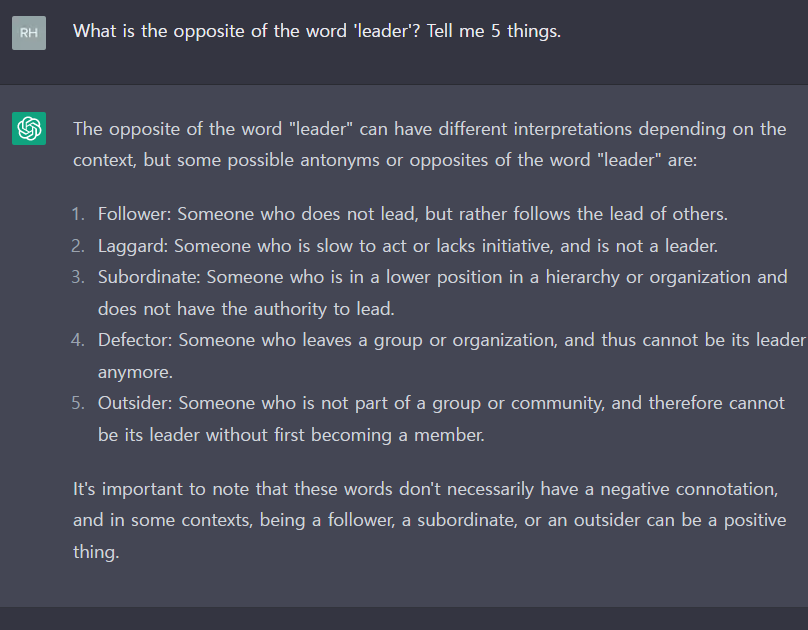 RH
What is the opposite of the word 'leader'? Tell me 5 things.
The opposite of the word "leader" can have different interpretations depending on the
context, but some possible antonyms or opposites of the word "leader" are:
1. Follower: Someone who does not lead, but rather follows the lead of others.
2. Laggard: Someone who is slow to act or lacks initiative, and is not a leader.
3. Subordinate: Someone who is in a lower position in a hierarchy or organization and
does not have the authority to lead.
4. Defector: Someone who leaves a group or organization, and thus cannot be its leader
anymore.
5. Outsider: Someone who is not part of a group or community, and therefore cannot
be its leader without first becoming a member.
It's important to note that these words don't necessarily have a negative connotation,
and in some contexts, being a follower, a subordinate, or an outsider can be a positive
thing.